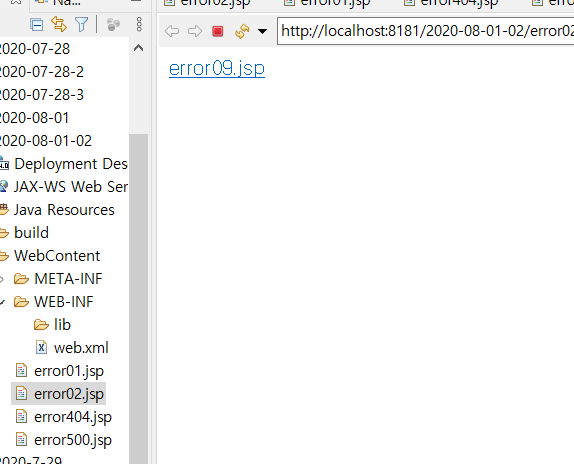 Na...
error02.jsp
error01.jsp
error404.jsp
http://localhost:8181/2020-08-01-02/error02
error09.jsp
2020-07-28
2020-07-28-2
2020-07-28-3
2020-08-01
2020-08-01-02
Deployment Des
JAX-WS Web Ser
Java Resources
build
WebContent
META-INF
WEB-INF
lib
web.xml
error01.jsp
error02.jsp
error404.jsp
error500.jsp
2020-7-29